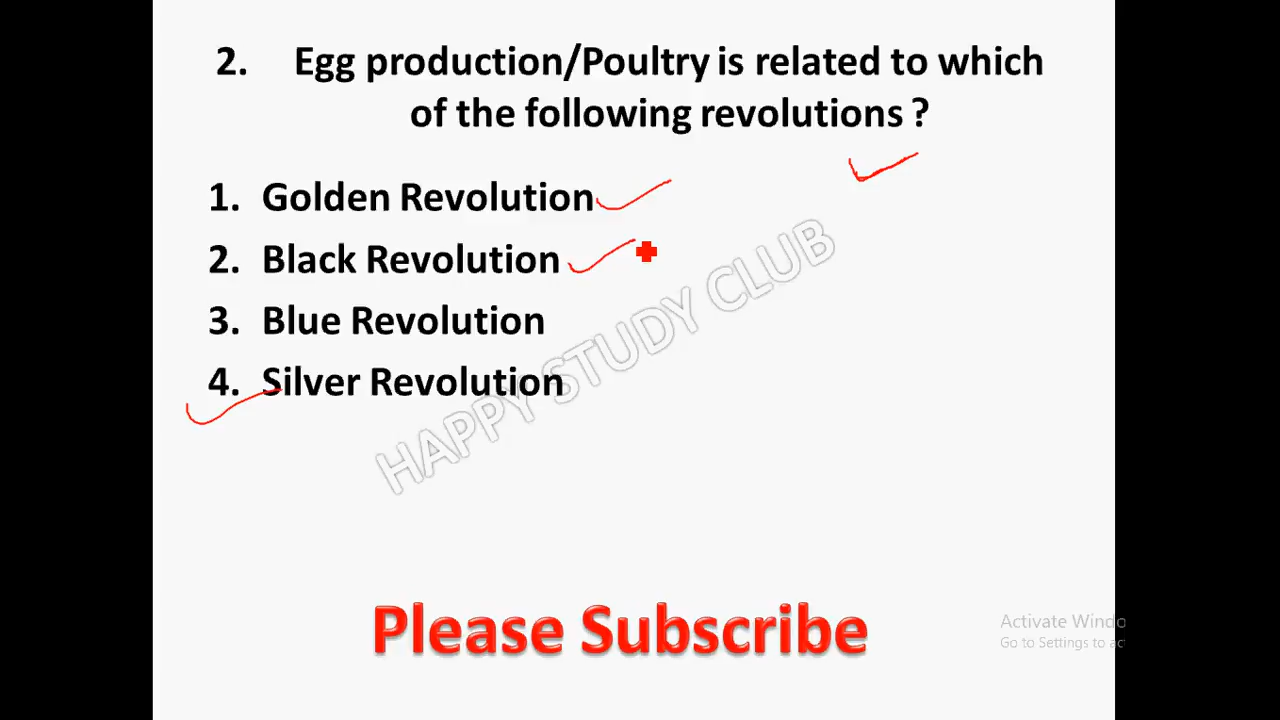 2. Egg production/Poultry is related to which
of the following revolutions ?
1. Golden Revolution
2. Black Revolution
3. Blue Revolution
4. Silver Revolution
HAPPY STUDY CLUB
Please Subscribe
Activate Windo
Go to Settings to ac